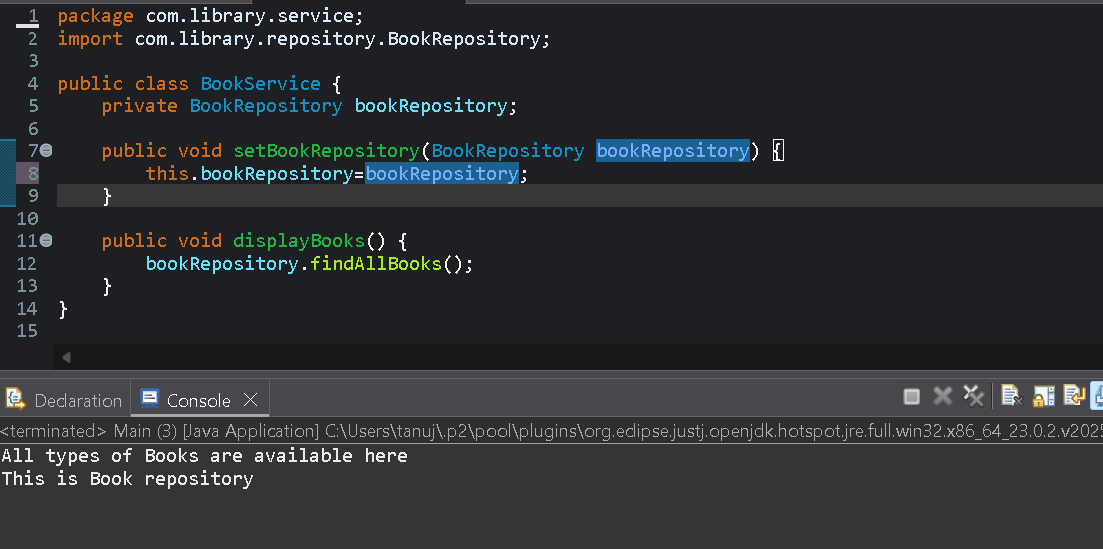 1 package com.library.service;
2 import com.library.repository.BookRepository;
3
4 public class BookService {
5     private BookRepository bookRepository;
6
7     public void setBookRepository(BookRepository bookRepository) {
8         this.bookRepository=bookRepository;
9     }
10
11     public void displayBooks() {
12         bookRepository.findAllBooks();
13     }
14 }
15
Declaration Console
<terminated> Main (3) [Java Application] C:\Users\tanuj\.p2\pool\plugins\org.eclipse.justj.openjdk.hotspot.jre.full.win32.x86_64_23.0.2.v2025
All types of Books are available here
This is Book repository